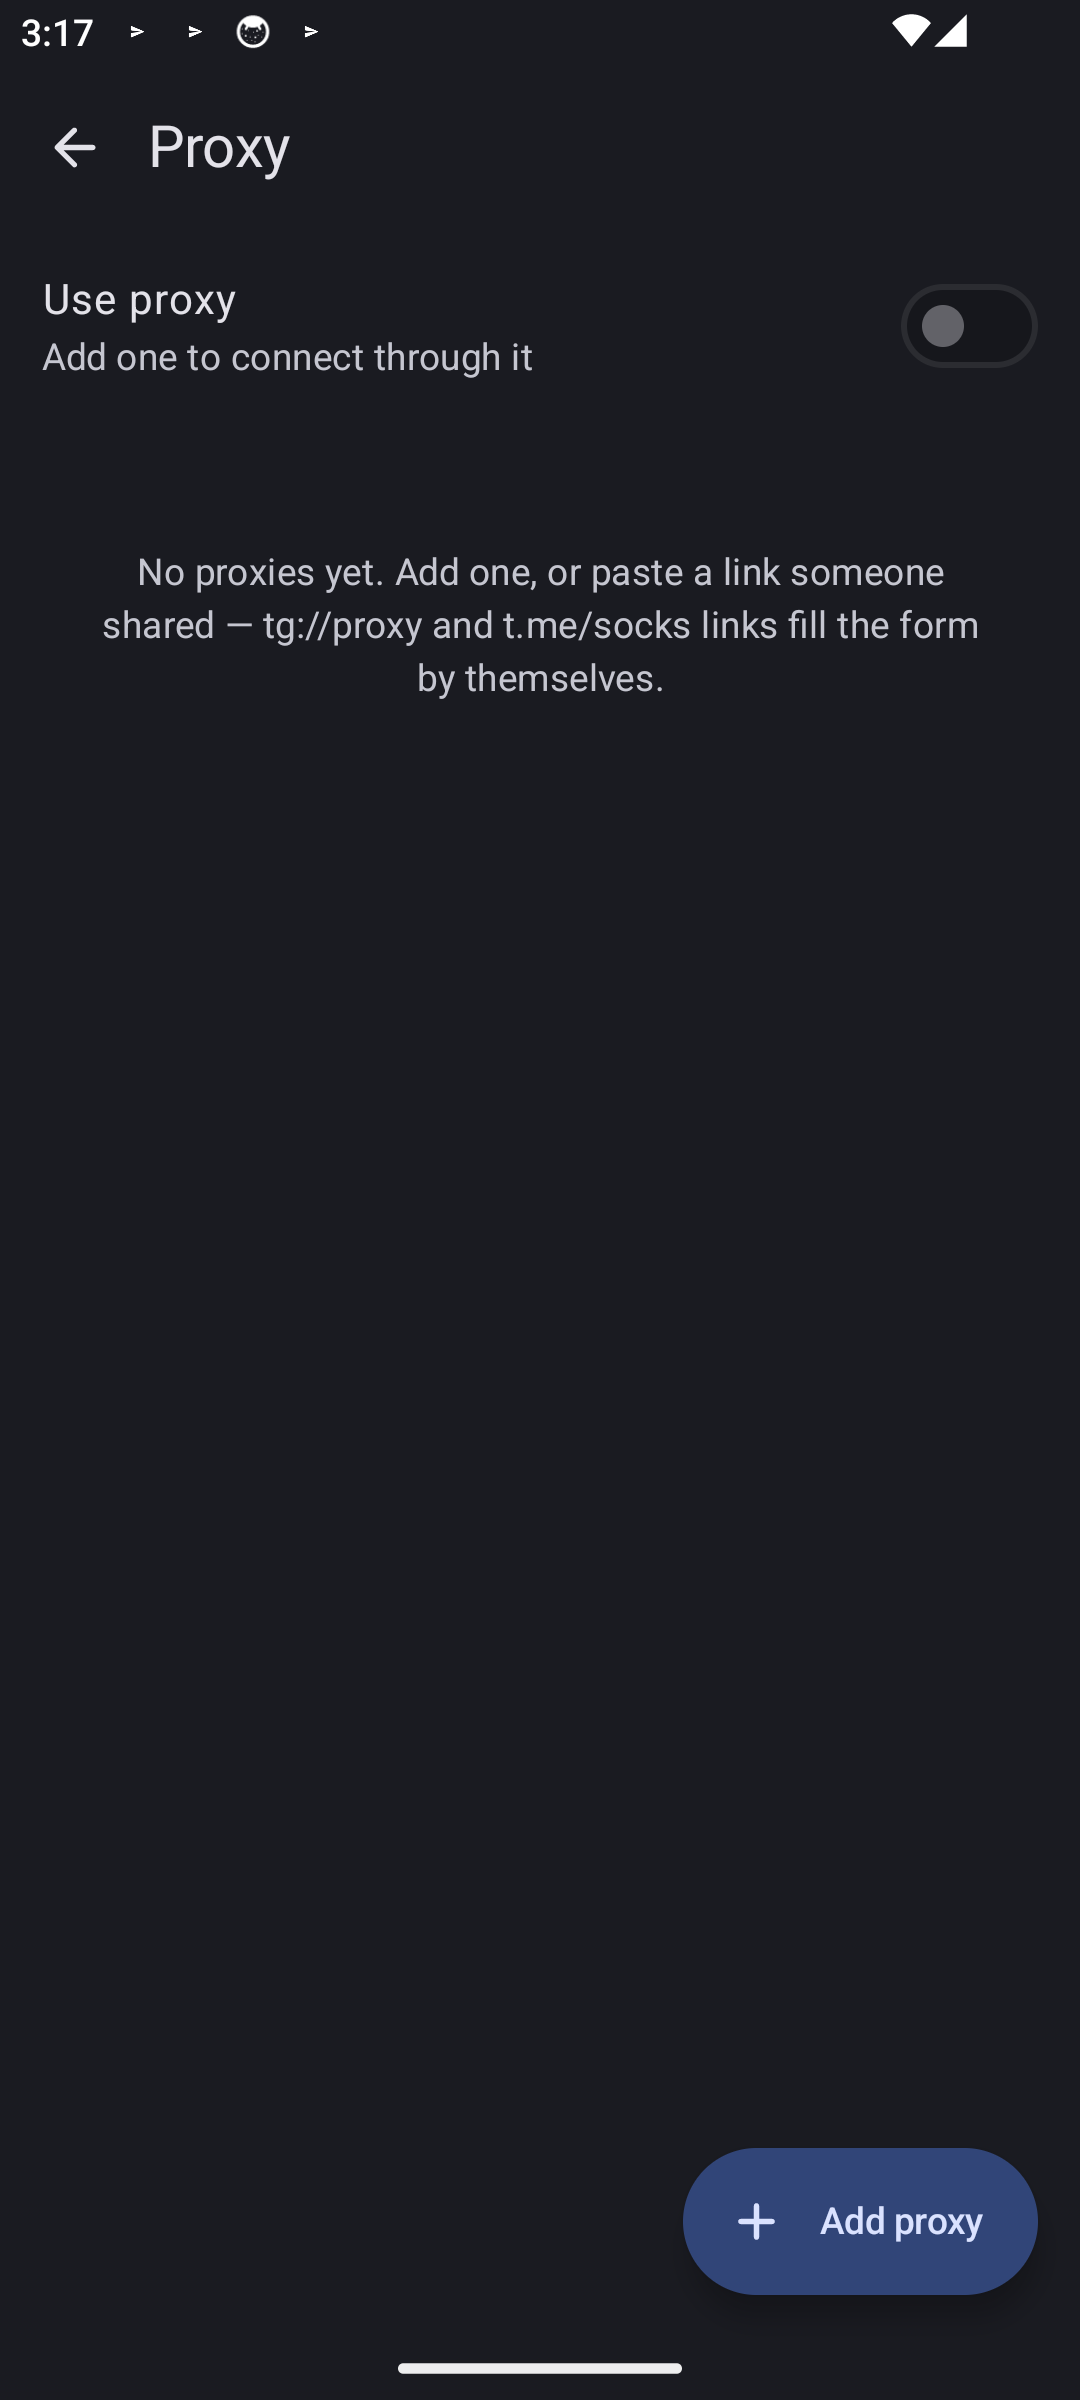 3:17
Proxy
Use proxy
Add one to connect through it
No proxies yet. Add one, or paste a link someone
shared — tg://proxy and t.me/socks links fill the form
by themselves.
Add proxy